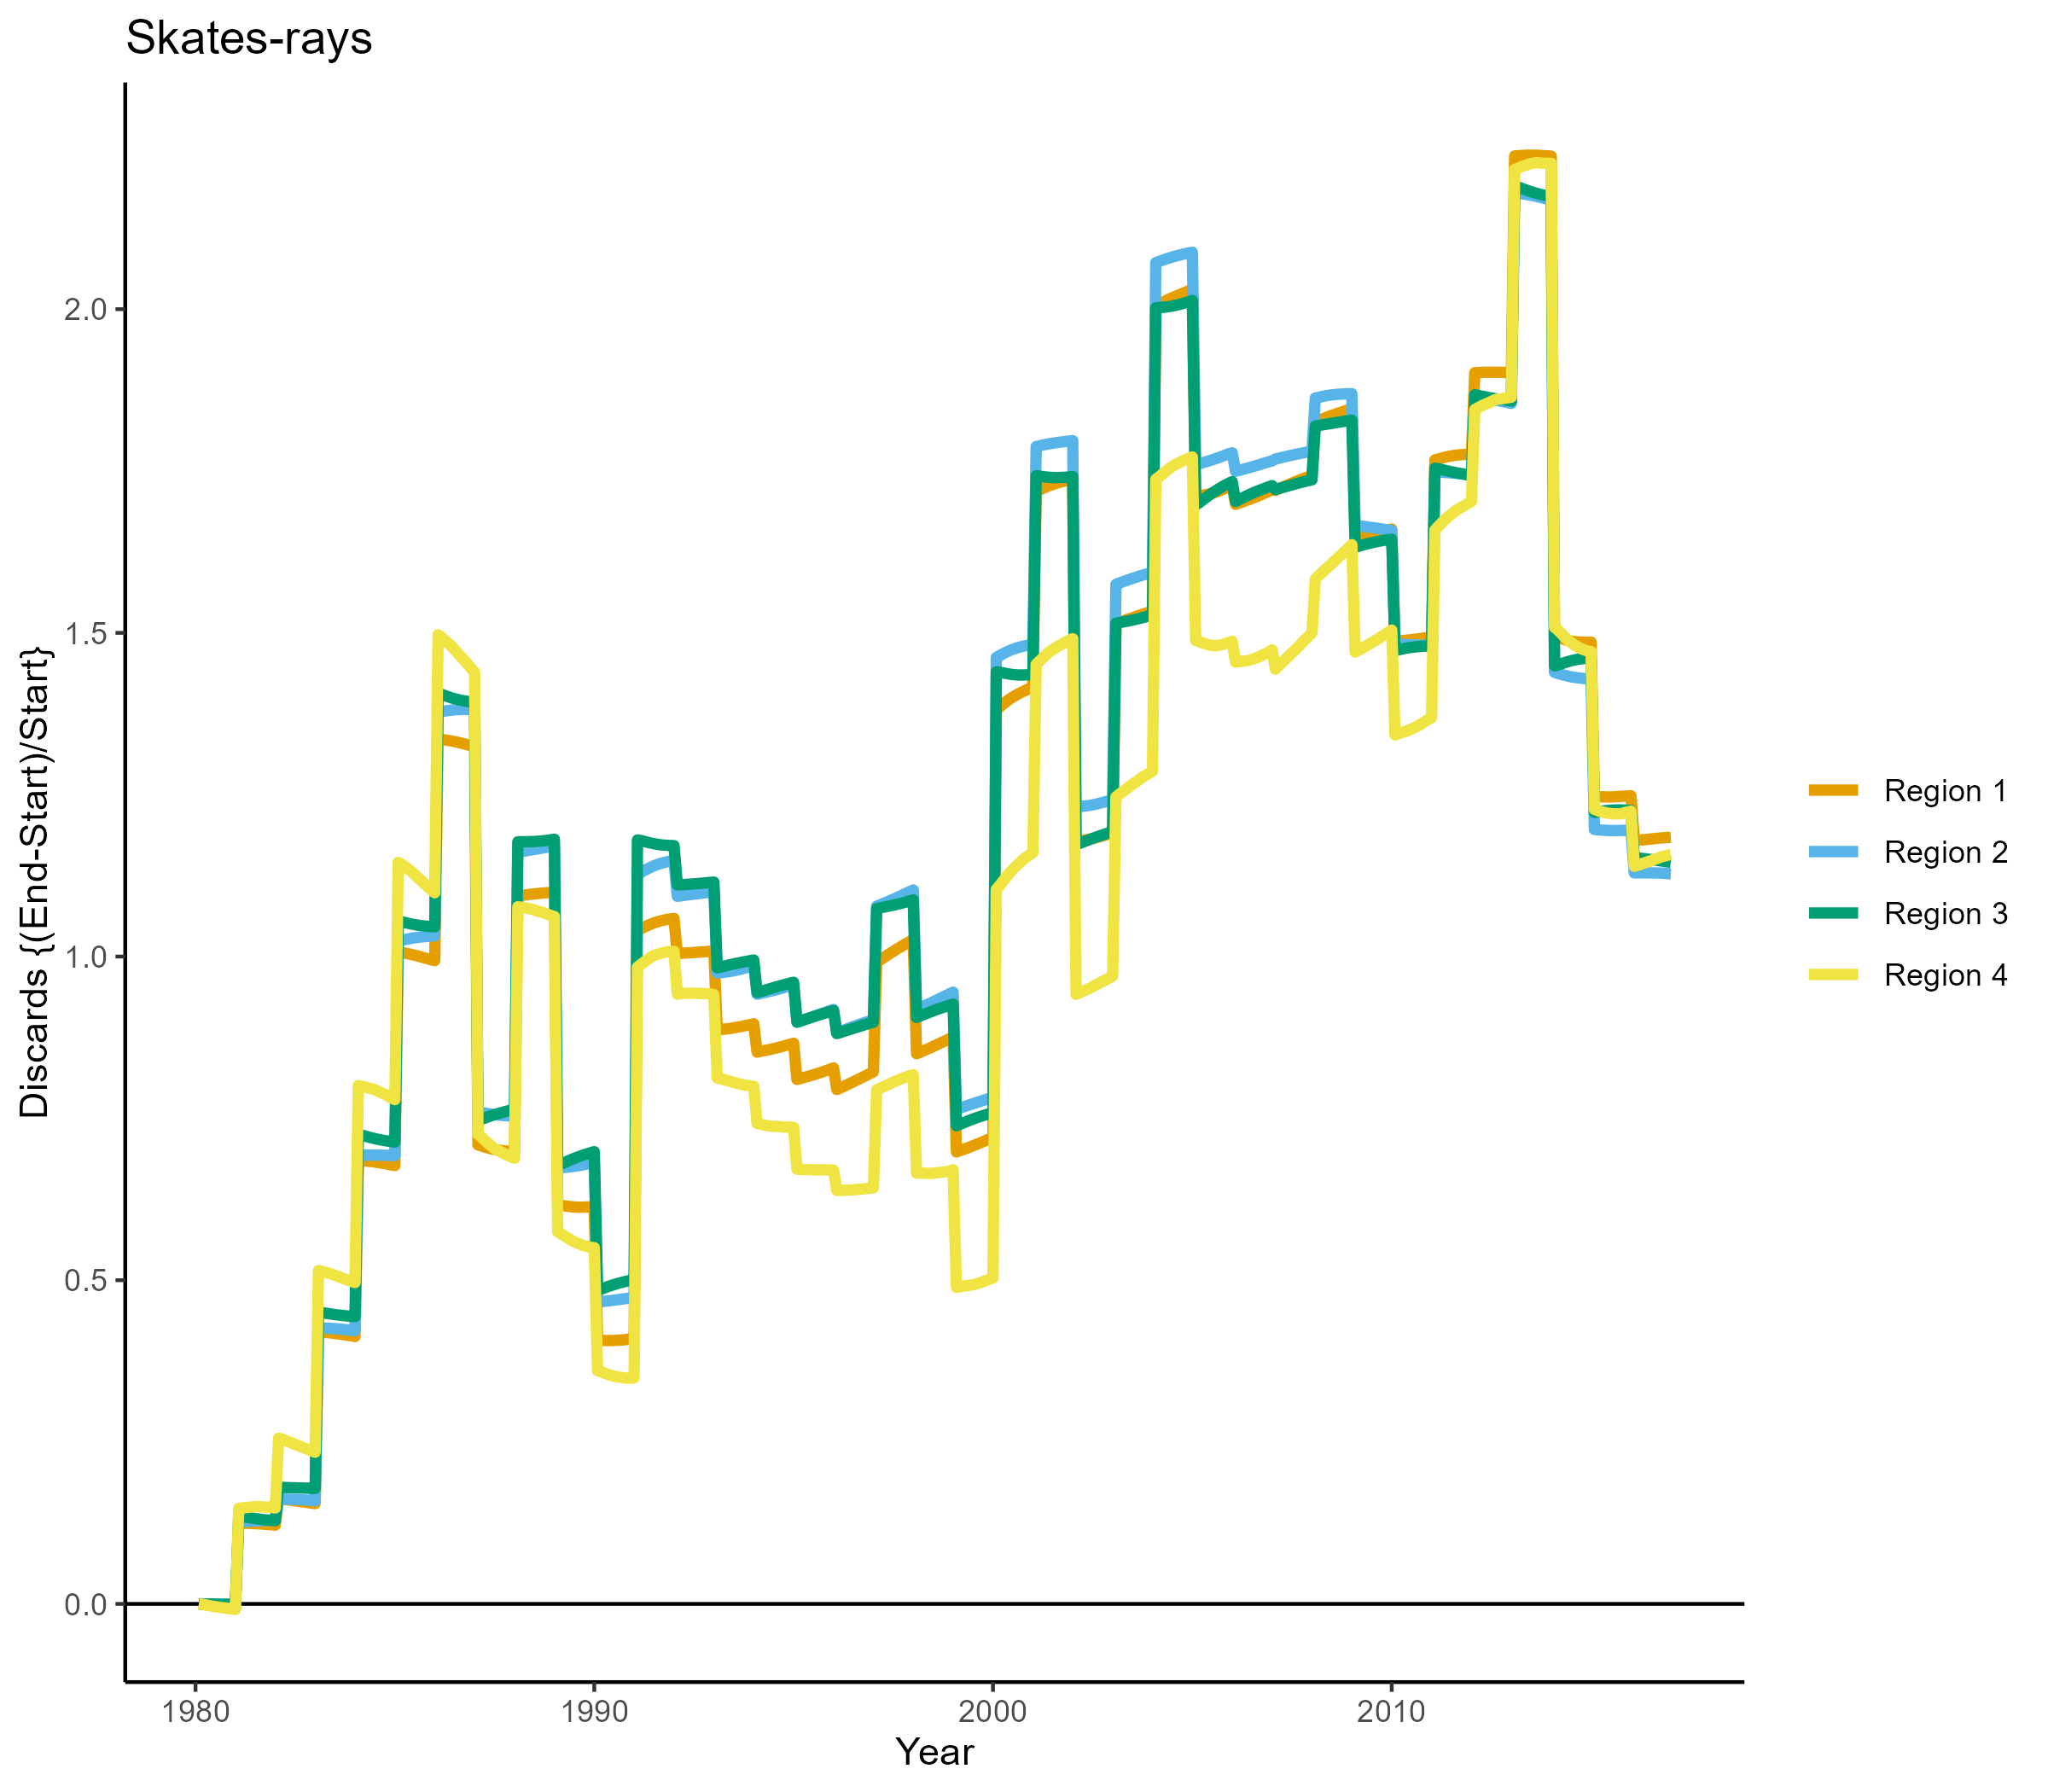 Skates-rays
Discards {(End-Start)/Start}
2.0
1.5
1.0
0.5
0.0
1980 1990 2000 2010
Year
Region 1
Region 2
Region 3
Region 4